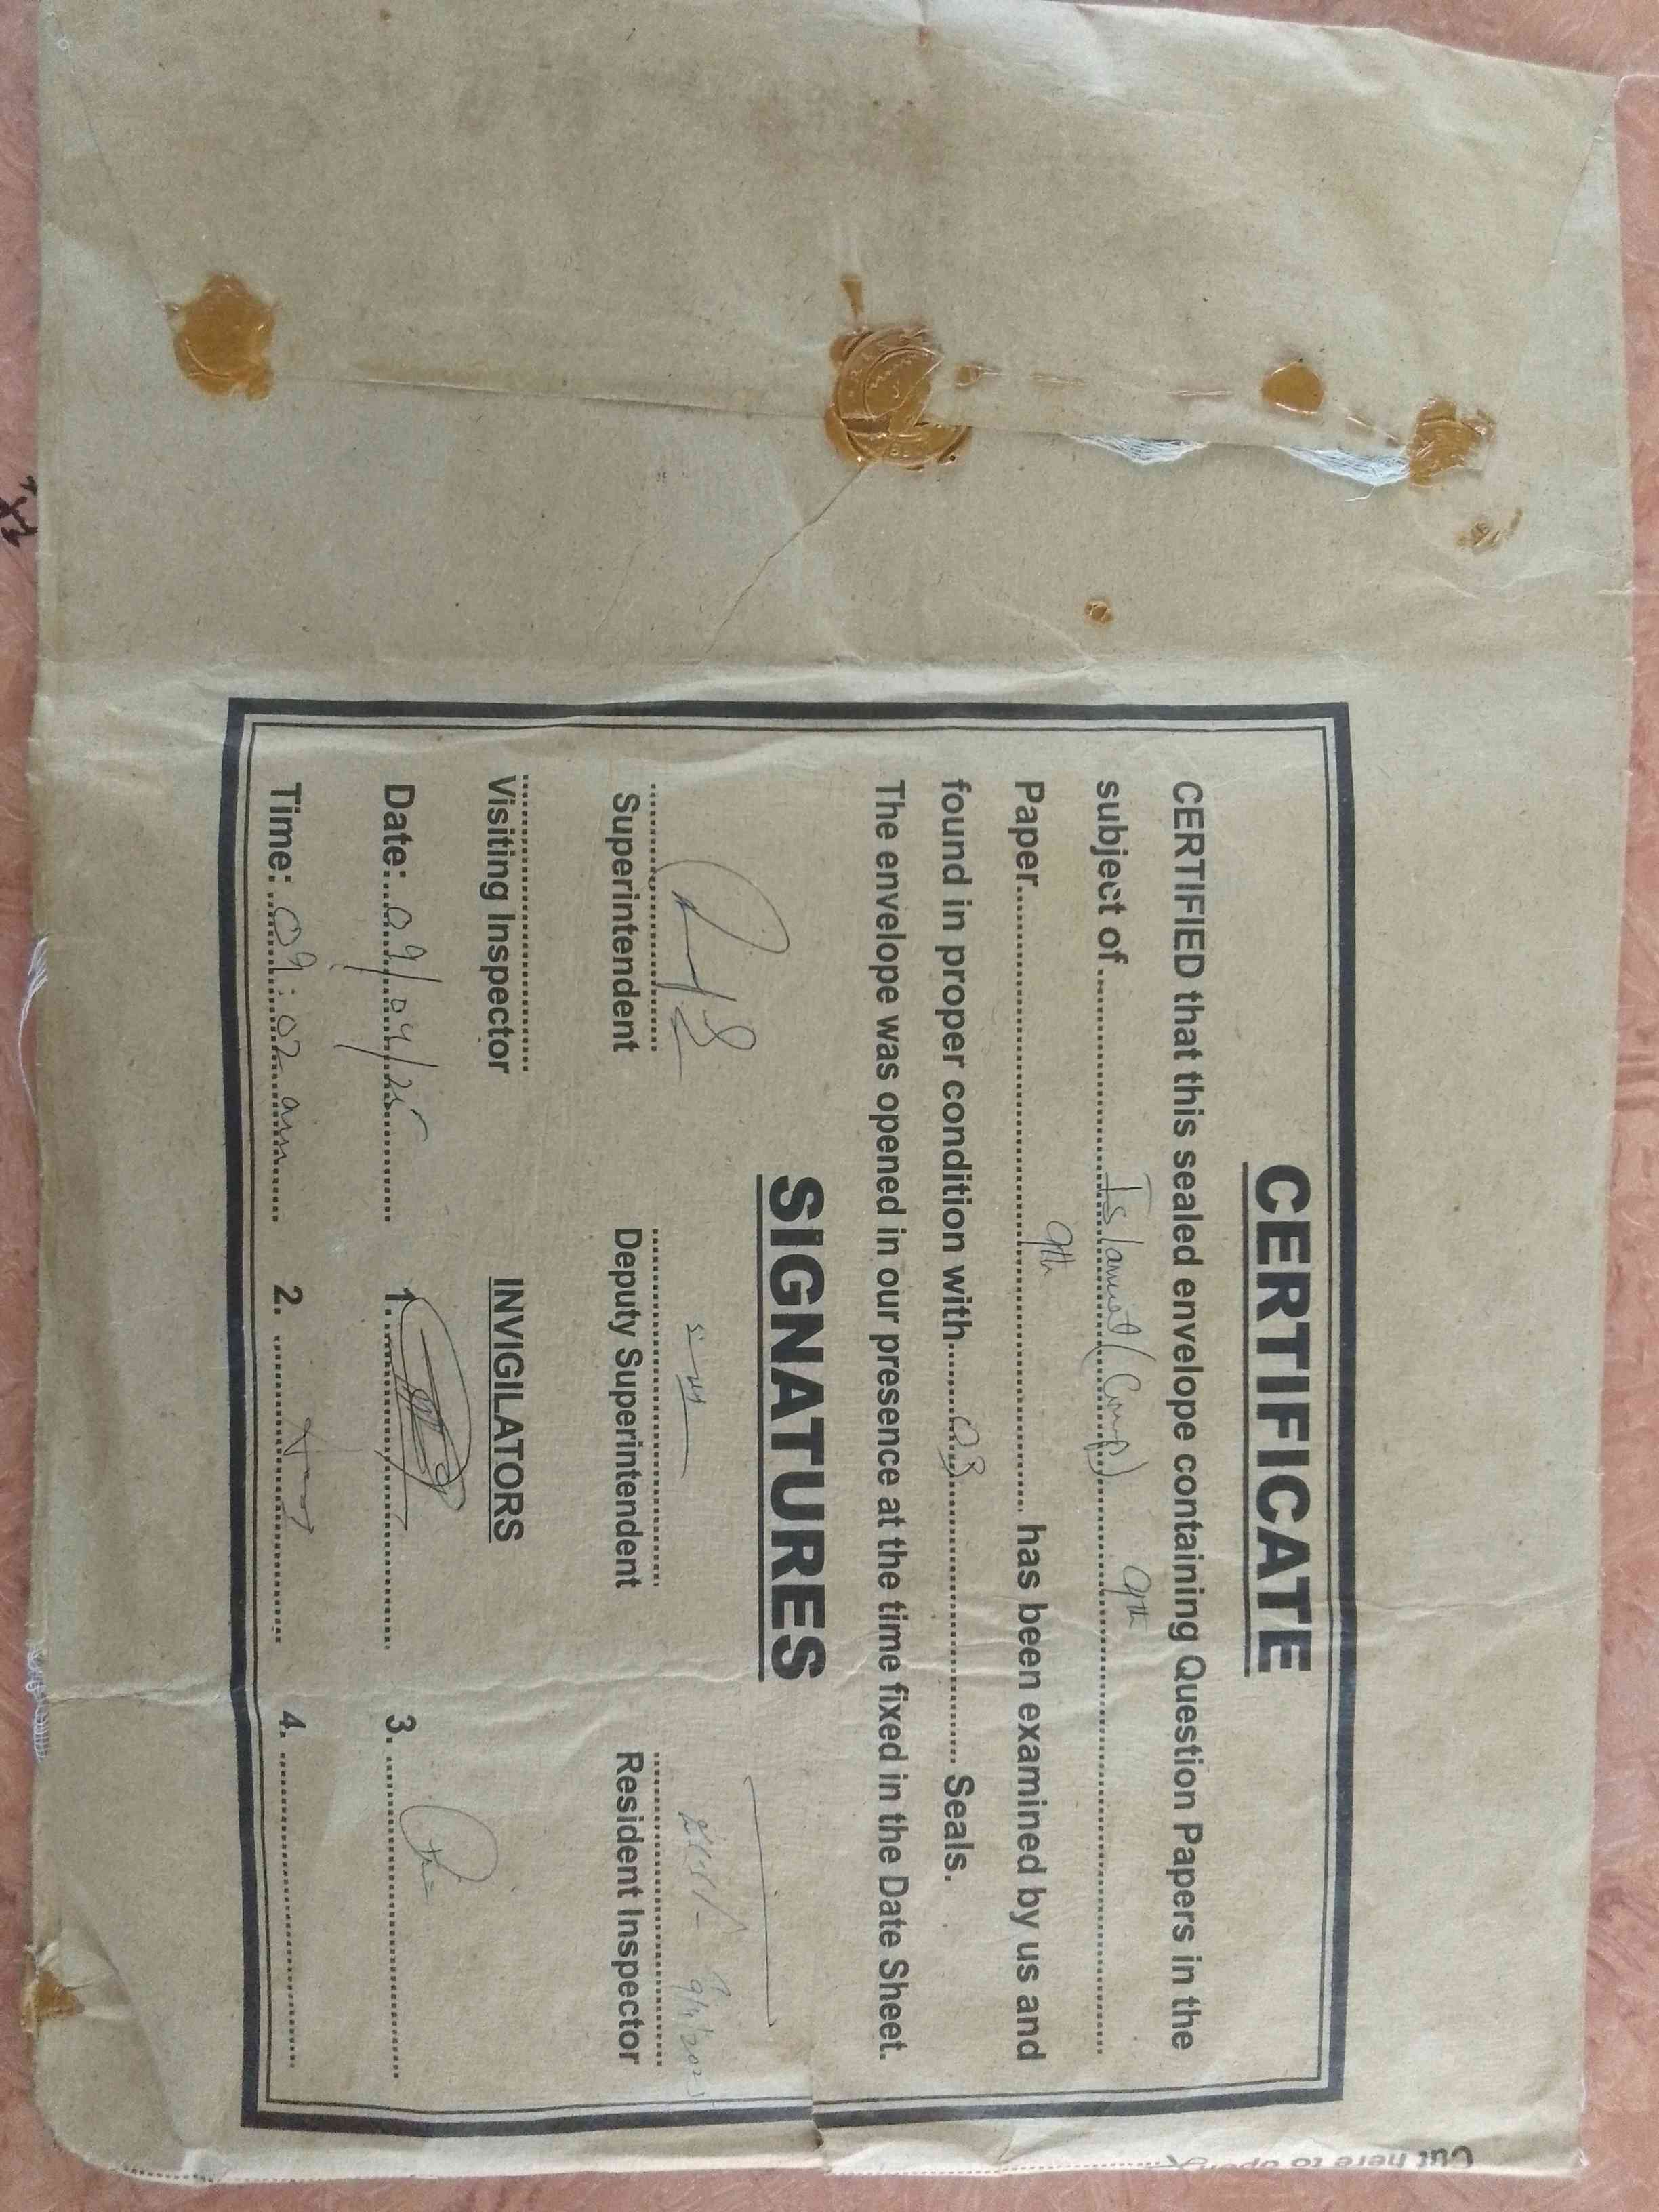 CERTIFICATE
CERTIFIED that this sealed envelope containing Question Papers in the
subject of............Islamiat (Comp) 9th............
Paper............9th............ has been examined by us and
found in proper condition with......03............ Seals.
The envelope was opened in our presence at the time fixed in the Date Sheet.
SIGNATURES
9/4/2025
Superintendent Deputy Superintendent Resident Inspector
Visiting Inspector INVIGILATORS
Date: 09/04/25 1. 3.
Time: 09:02 am 2. 4.
Cut here to open